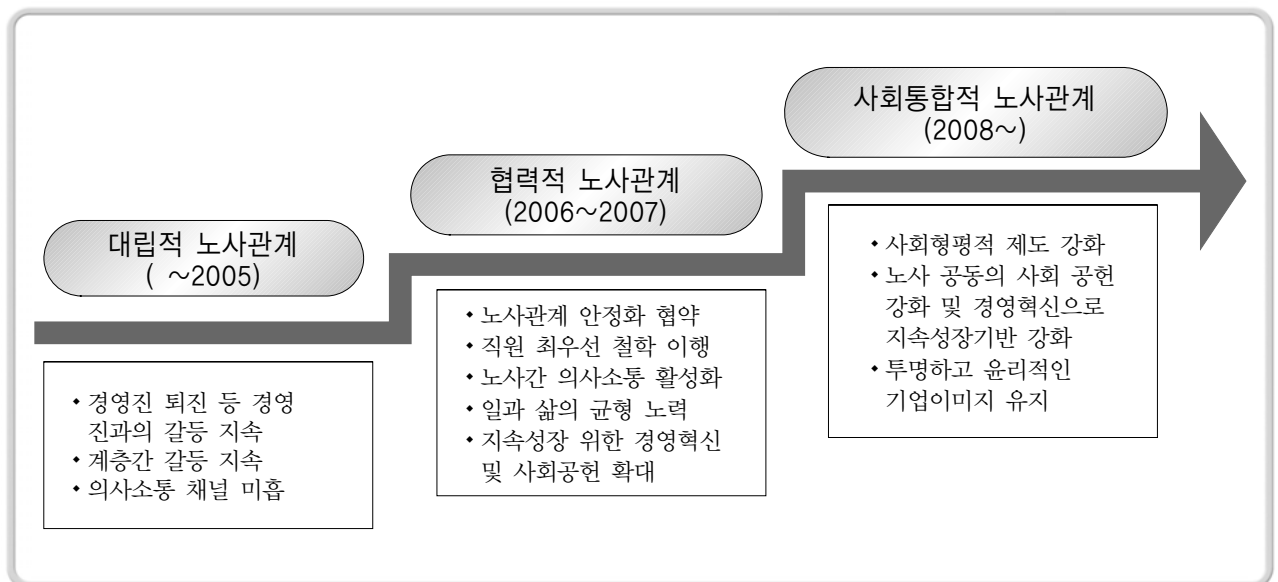 대립적 노사관계
( ～2005)
• 경영진 퇴진 등 경영
진과의 갈등 지속
• 계층간 갈등 지속
• 의사소통 채널 미흡
협력적 노사관계
(2006～2007)
• 노사관계 안정화 협약
• 직원 최우선 철학 이행
• 노사간 의사소통 활성화
• 일과 삶의 균형 노력
• 지속성장 위한 경영혁신
및 사회공헌 확대
사회통합적 노사관계
(2008～)
• 사회형평적 제도 강화
• 노사 공동의 사회 공헌
강화 및 경영혁신으로
지속성장기반 강화
• 투명하고 윤리적인
기업이미지 유지